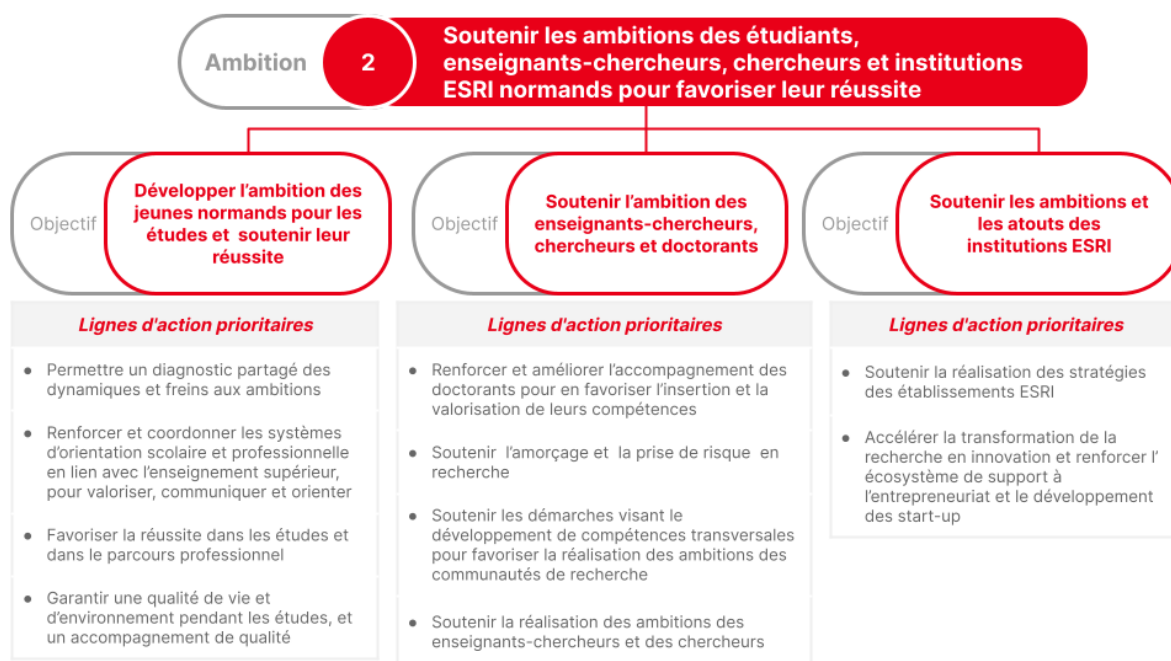 Ambition
2
Soutenir les ambitions des étudiants,
enseignants-chercheurs, chercheurs et institutions
ESRI normands pour favoriser leur réussite
Objectif
Développer l’ambition des
jeunes normands pour les
études et soutenir leur
réussite
Lignes d'action prioritaires
● Permettre un diagnostic partagé des
dynamiques et freins aux ambitions
● Renforcer et coordonner les systèmes
d’orientation scolaire et professionnelle
en lien avec l’enseignement supérieur,
pour valoriser, communiquer et orienter
● Favoriser la réussite dans les études et
dans le parcours professionnel
● Garantir une qualité de vie et
d’environnement pendant les études, et
un accompagnement de qualité
Objectif
Soutenir l’ambition des
enseignants-chercheurs,
chercheurs et doctorants
Lignes d'action prioritaires
● Renforcer et améliorer l’accompagnement des
doctorants pour en favoriser l’insertion et la
valorisation de leurs compétences
● Soutenir l’amorçage et la prise de risque en
recherche
● Soutenir les démarches visant le
développement de compétences transversales
pour favoriser la réalisation des ambitions des
communautés de recherche
● Soutenir la réalisation des ambitions des
enseignants-chercheurs et des chercheurs
Objectif
Soutenir les ambitions et
les atouts des
institutions ESRI
Lignes d'action prioritaires
● Soutenir la réalisation des stratégies
des établissements ESRI
● Accélérer la transformation de la
recherche en innovation et renforcer l’
écosystème de support à
l’entrepreneuriat et le développement
des start-up